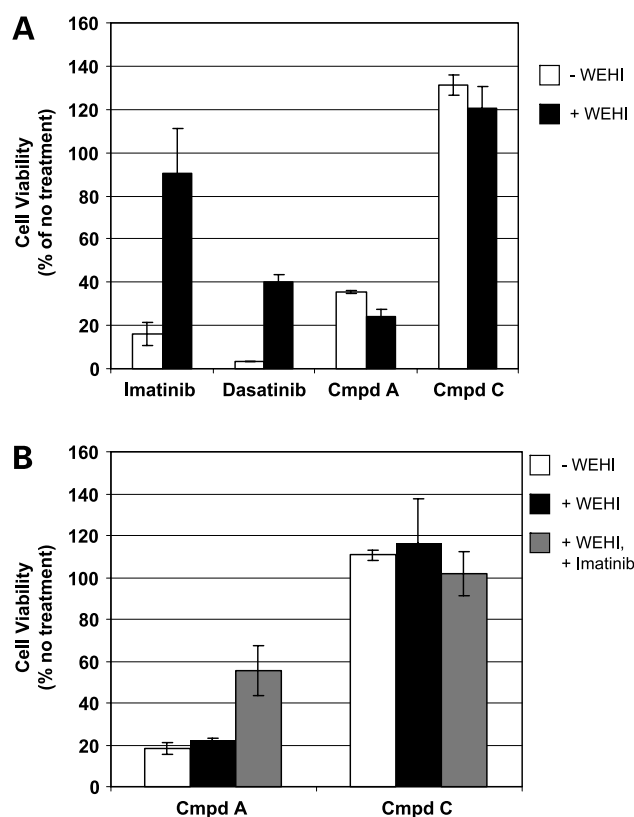 A
Cell Viability
(% of no treatment)
160
140
120
100
80
60
40
20
0
Imatinib Dasatinib Cmpd A Cmpd C
- WEHI
+ WEHI
B
Cell Viability
(% no treatment)
160
140
120
100
80
60
40
20
0
Cmpd A Cmpd C
- WEHI
+ WEHI
+ WEHI,
+ Imatinib